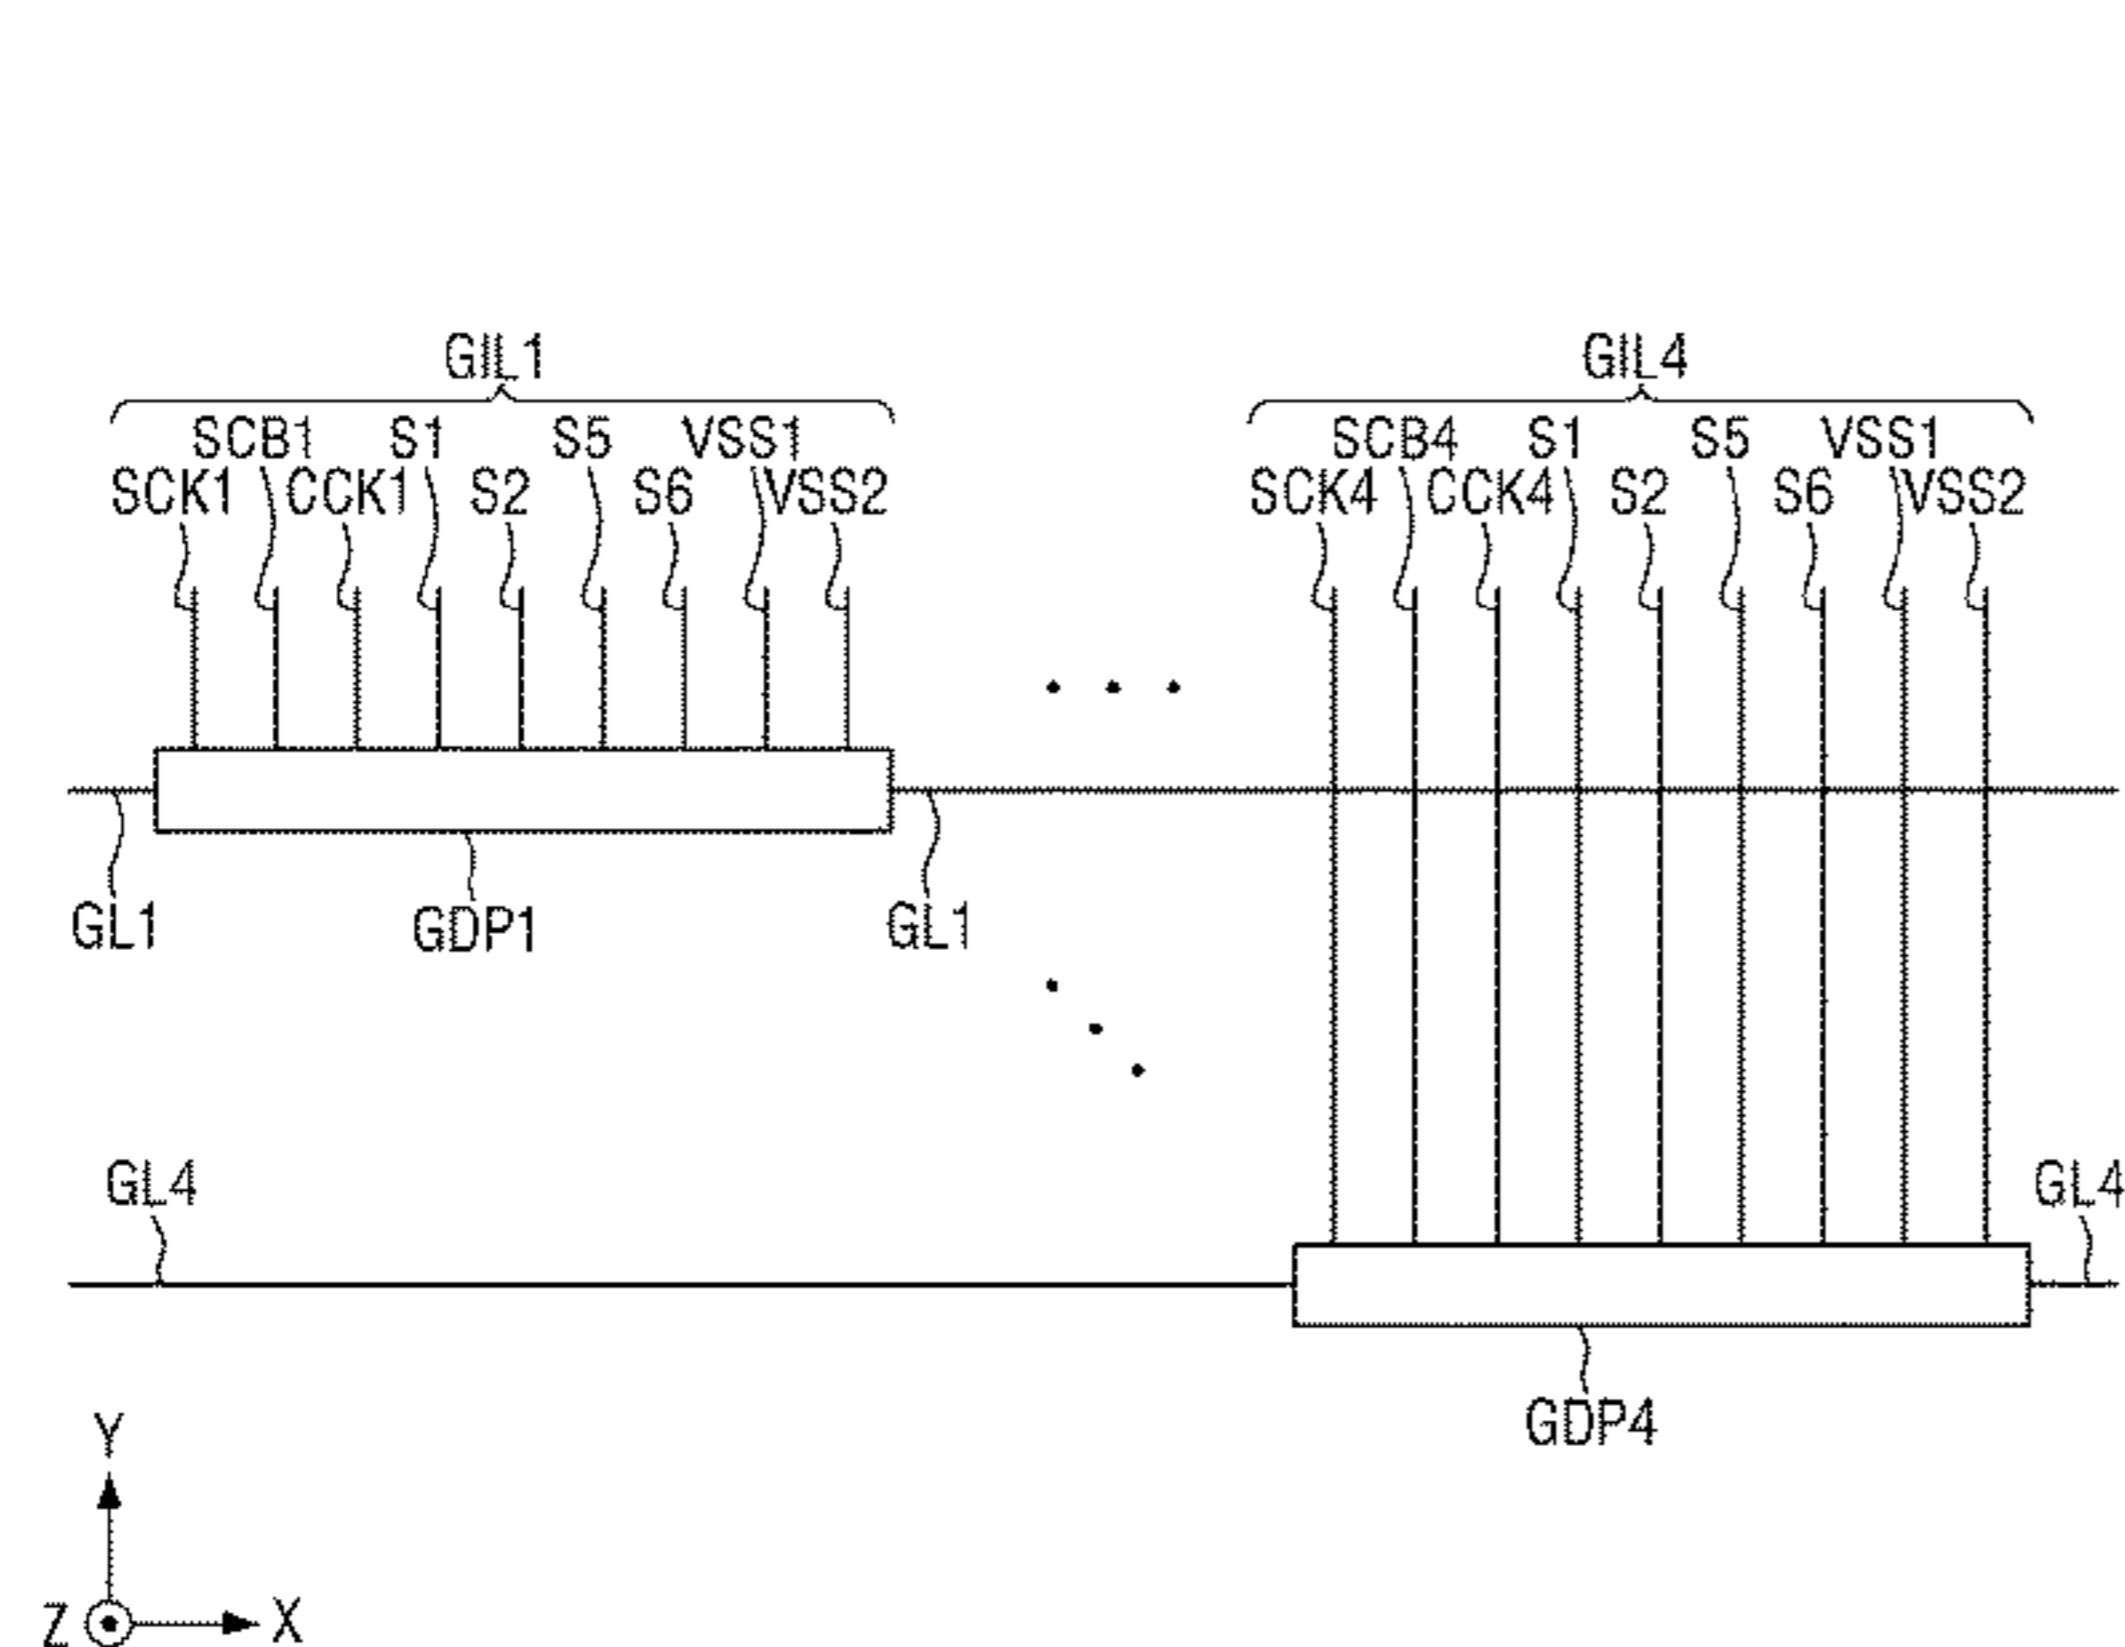 GIL1 GIL4
SCB1 S1 S5 VSS1 SCB4 S1 S5 VSS1
SCK1 CCK1 S2 S6 VSS2 SCK4 CCK4 S2 S6 VSS2
GL1 GDP1 GL1
GL4 GL4
GDP4
Y
Z X